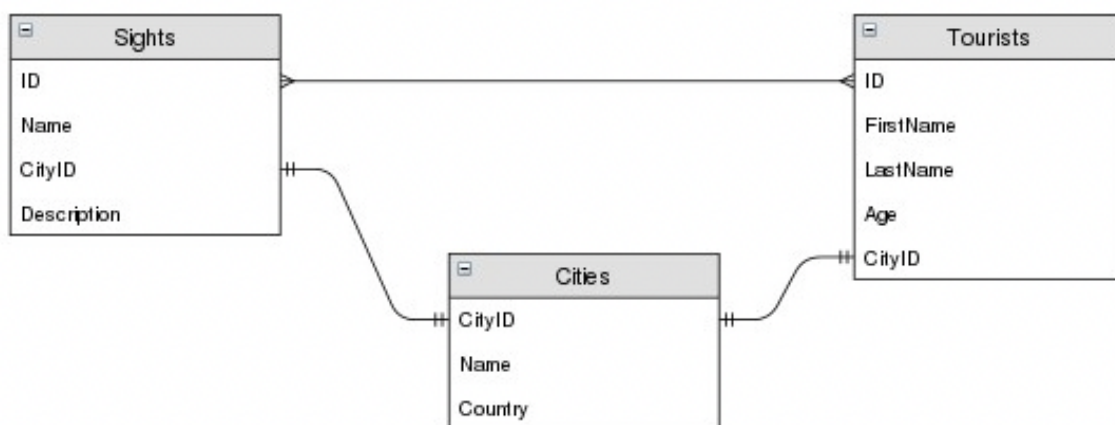 Sights
ID
Name
CityID
Description
Tourists
ID
FirstName
LastName
Age
CityID
Cities
CityID
Name
Country